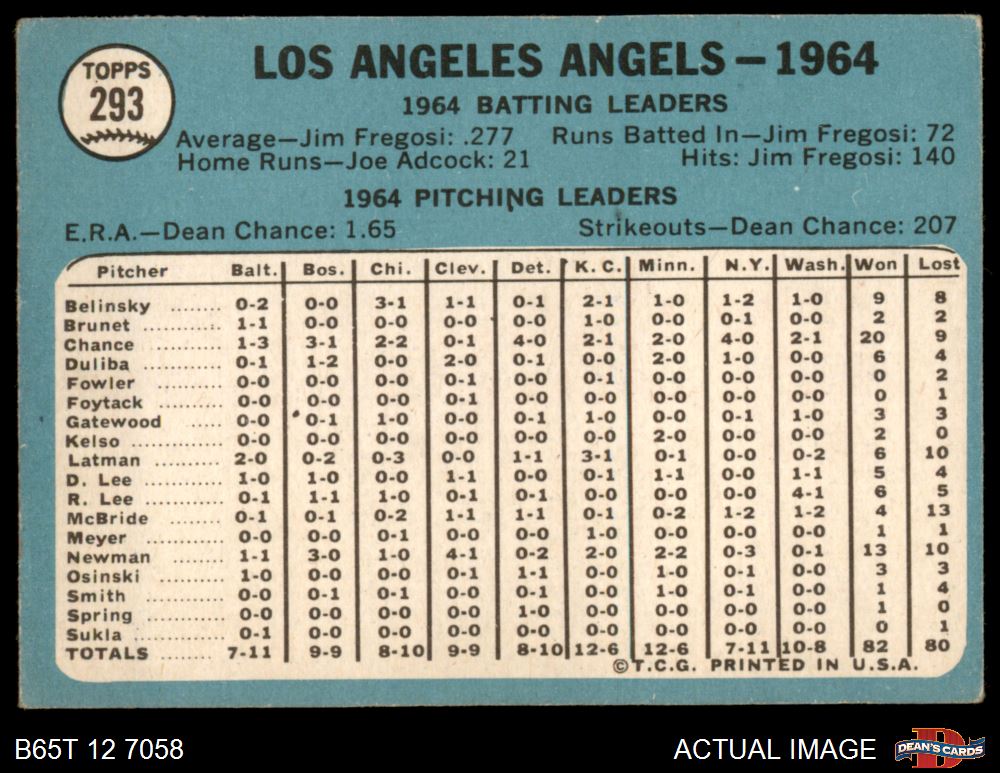 TOPPS
293
LOS ANGELES ANGELS — 1964
1964 BATTING LEADERS
Average—Jim Fregosi: .277 Runs Batted In—Jim Fregosi: 72
Home Runs—Joe Adcock: 21 Hits: Jim Fregosi: 140
1964 PITCHING LEADERS
E.R.A.—Dean Chance: 1.65 Strikeouts—Dean Chance: 207
Pitcher Balt. Bos. Chi. Clev. Det. K. C. Minn. N.Y. Wash. Won Lost
Belinsky ........ 0-2 0-0 3-1 1-1 0-1 2-1 1-0 1-2 1-0 9 8
Brunet ............ 1-1 0-0 0-0 0-0 0-0 1-0 0-0 0-1 0-0 2 2
Chance ............ 1-3 3-1 2-2 0-1 4-0 2-1 2-0 4-0 2-1 20 9
Duliba ............ 0-1 1-2 0-0 2-0 0-1 0-0 2-0 1-0 0-0 6 4
Fowler ............ 0-0 0-0 0-0 0-1 0-0 0-1 0-0 0-0 0-0 0 2
Foytack .......... 0-0 0-0 0-0 0-1 0-0 0-0 0-0 0-0 0-0 0 1
Gatewood ..... 0-0 0-1 1-0 0-0 0-1 1-0 0-0 0-1 1-0 3 3
Kelso .............. 0-0 0-0 0-0 0-0 0-0 0-0 2-0 0-0 0-0 2 0
Latman .......... 2-0 0-2 0-3 0-0 1-1 3-1 0-1 0-0 0-2 6 10
D. Lee ............ 1-0 1-0 0-0 1-1 0-0 0-1 1-1 0-0 1-1 5 4
R. Lee ............ 0-1 1-1 1-0 0-1 0-1 0-0 0-0 0-0 4-1 6 5
McBride ........ 0-1 0-1 0-2 1-1 1-1 0-1 0-2 1-2 1-2 4 13
Meyer ............ 0-0 0-0 0-1 0-0 0-0 1-0 0-0 0-0 0-0 1 1
Newman ........ 1-1 3-0 1-0 4-1 0-2 2-0 2-2 0-3 0-1 13 10
Osinski .......... 1-0 0-0 0-0 0-1 1-1 0-0 1-0 0-1 0-0 3 3
Smith ............ 0-0 0-1 0-1 0-0 0-1 0-0 1-0 0-1 0-0 1 4
Spring ............ 0-0 0-0 0-0 0-0 1-0 0-0 0-0 0-0 0-0 1 0
Sukla .............. 0-1 0-0 0-0 0-0 0-0 0-0 0-0 0-0 0-0 0 1
TOTALS ........ 7-11 9-9 8-10 9-9 8-10 12-6 12-6 7-11 10-8 82 80
©T.C.G. PRINTED IN U.S.A.
B65T 12 7058 ACTUAL IMAGE
DEAN'S CARDS